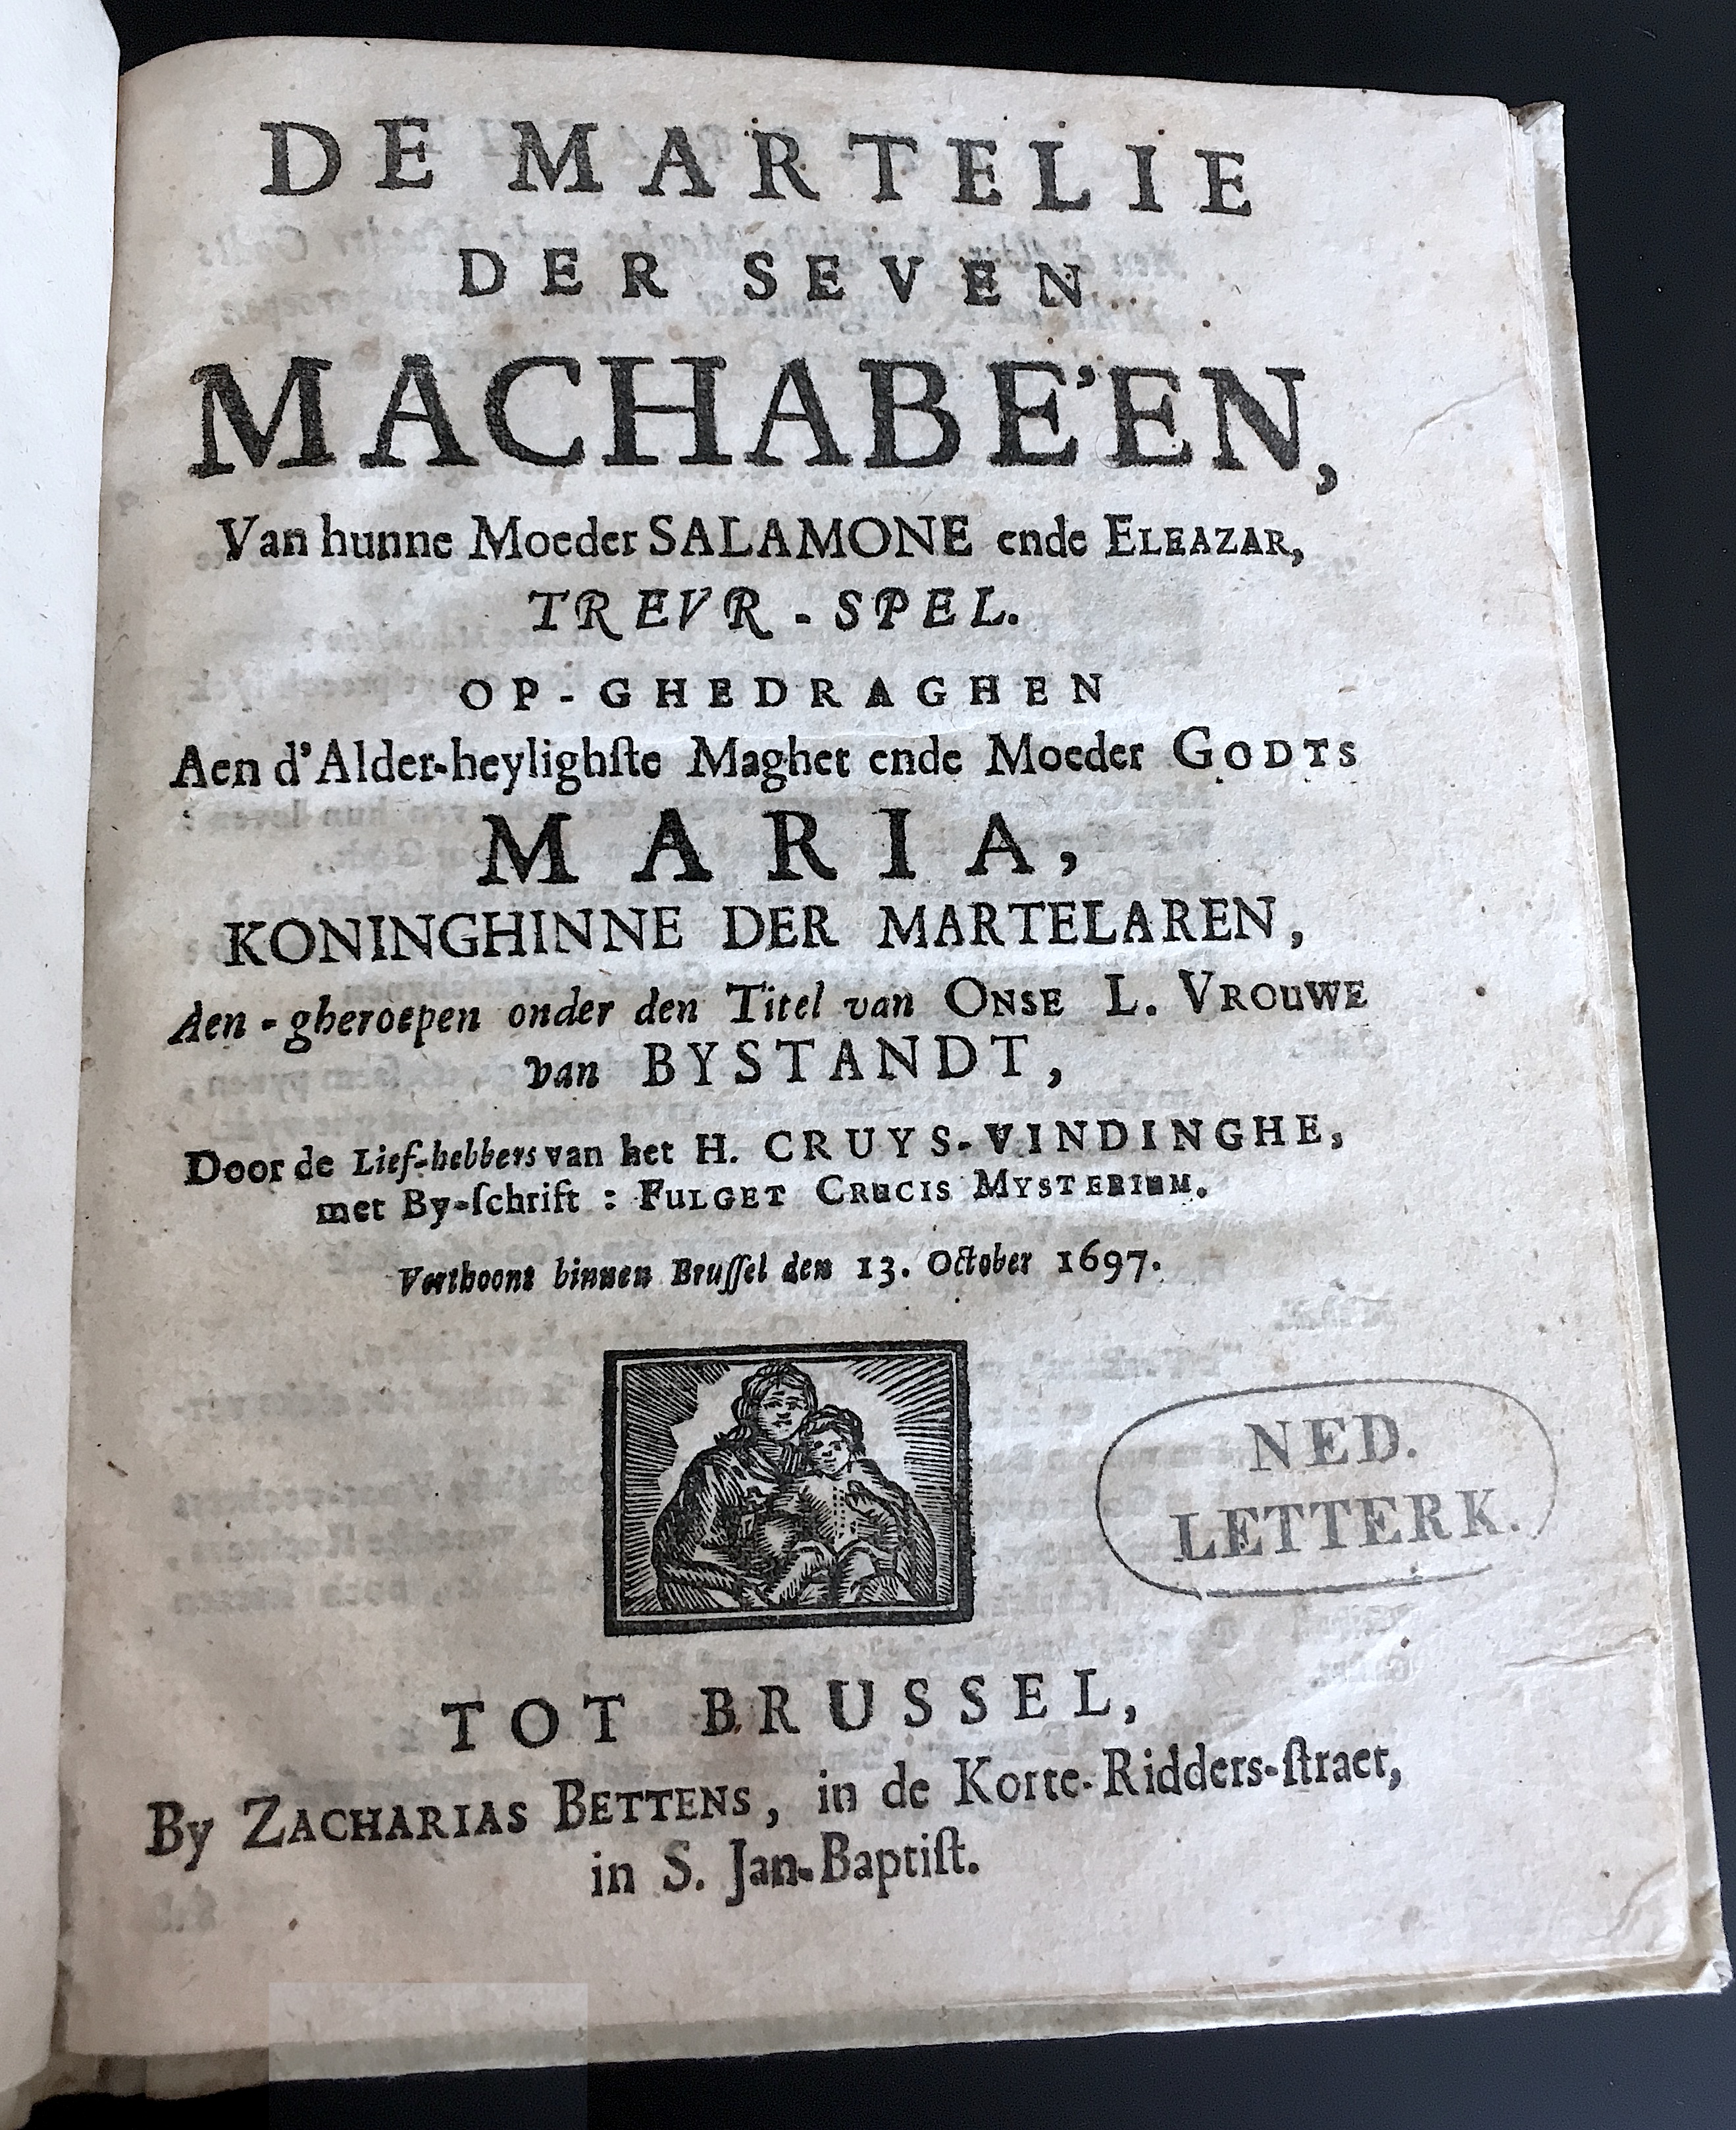 DE MARTELIE
DER SEVEN
MACHABE'EN,
Van hunne Moeder SALAMONE ende ELEAZAR,
TREVR-SPEL.
OP-GHEDRAGHEN
Aen d'Alder-heylighſte Maghet ende Moeder GODTS
MARIA,
KONINGHINNE DER MARTELAREN,
Aen-gheroepen onder den Titel van ONSE L. VROUWE
van BYSTANDT,
Door de Lief-hebbers van het H. CRUYS-VINDINGHE,
met By-ſchrift : FULGET CRUCIS MYSTERIUM.
Verthoont binnen Bruſſel den 13. October 1697.
NED.
LETTERK.
TOT BRUSSEL,
By ZACHARIAS BETTENS, in de Korte-Ridders-ſtraet,
in S. Jan-Baptiſt.